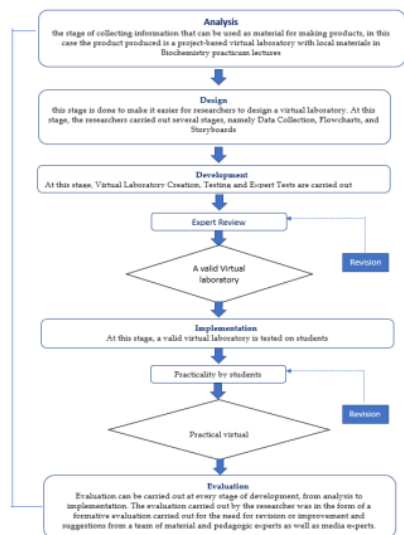 Analysis
the stage of collecting information that can be used as material for making products, in this
case the product produced is a project-based virtual laboratory with local materials in
Biochemistry practicum lectures
Design
this stage is done to make it easier for researchers to design a virtual laboratory. At this
stage, the researchers carried out several stages, namely Data Collection, Flowcharts, and
Storyboards
Development
At this stage, Virtual Laboratory Creation, Testing and Expert Tests are carried out
Expert Review
Revision
A valid Virtual
laboratory
Implementation
At this stage, a valid virtual laboratory is tested on students
Practicality by students
Revision
Practical virtual
Evaluation
Evaluation can be carried out at every stage of development, from analysis to
implementation. The evaluation carried out by the researcher was in the form of a
formative evaluation carried out for the need for revision or improvement and
suggestions from a team of material and pedagogic experts as well as media experts.